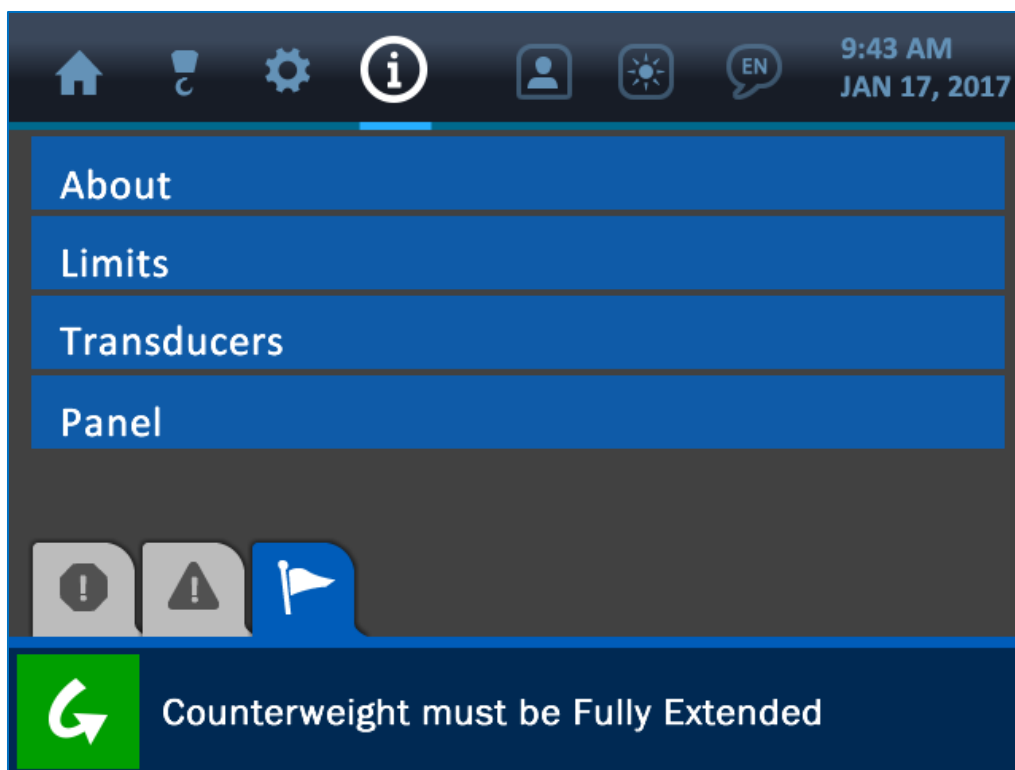 EN
9:43 AM
JAN 17, 2017
About
Limits
Transducers
Panel
Counterweight must be Fully Extended